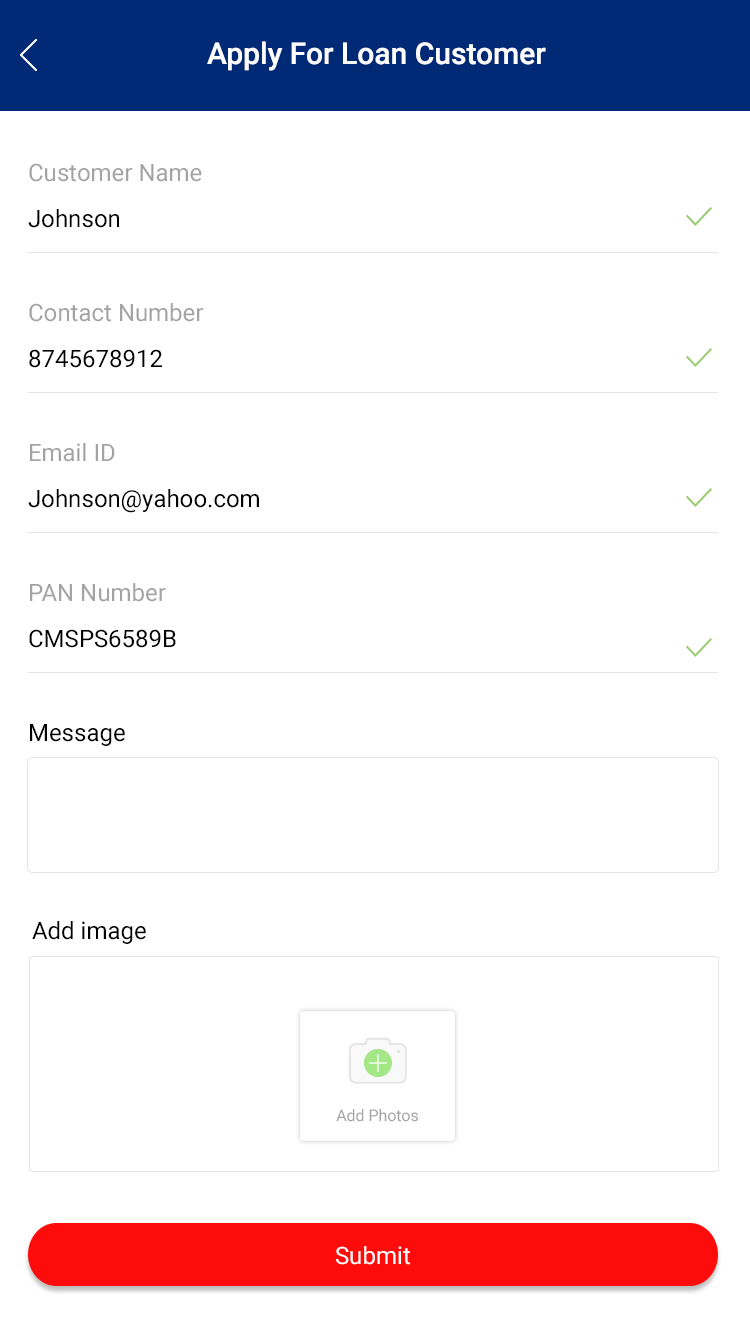 Apply For Loan Customer
Customer Name
Johnson
Contact Number
8745678912
Email ID
Johnson@yahoo.com
PAN Number
CMSPS6589B
Message
Add image
Add Photos
Submit